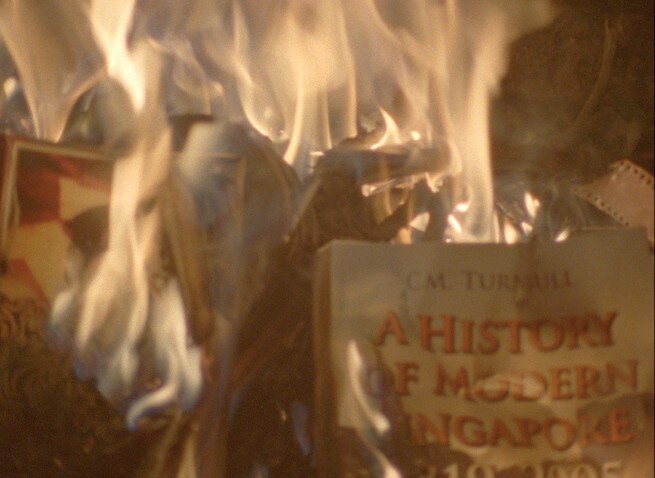 C.M. TURNBULL
A HISTORY
OF MODERN
SINGAPORE